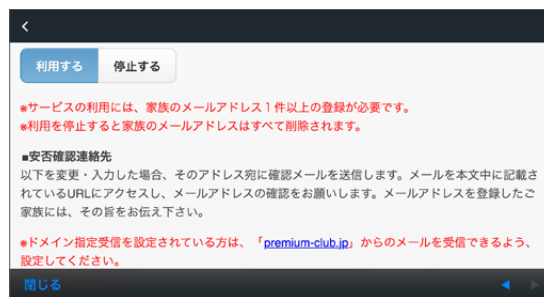 利用する 停止する
※サービスの利用には、家族のメールアドレス1件以上の登録が必要です。
※利用を停止すると家族のメールアドレスはすべて削除されます。
■安否確認連絡先
以下を変更・入力した場合、そのアドレス宛に確認メールを送信します。メールを本文中に記載さ
れているURLにアクセスし、メールアドレスの確認をお願いします。メールアドレスを登録したご
家族には、その旨をお伝え下さい。
※ドメイン指定受信を設定されている方は、「premium-club.jp」からのメールを受信できるよう、
設定してください。
閉じる